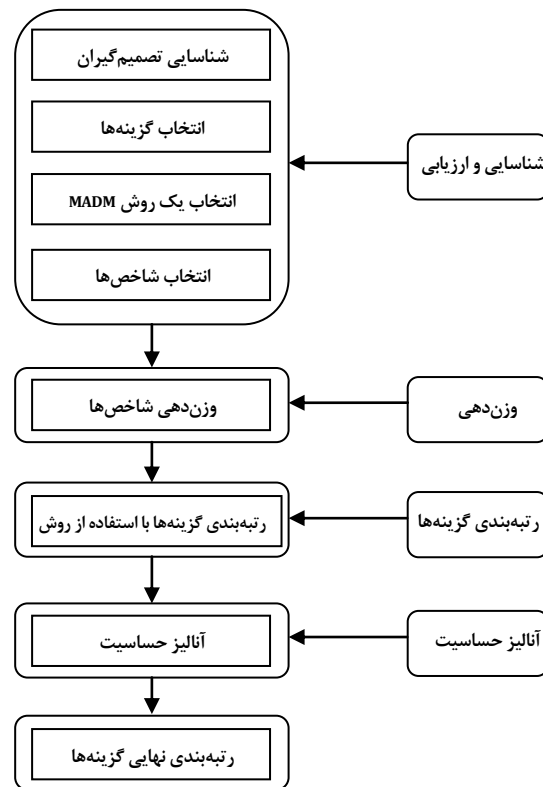 شناسایی تصمیم‌گیران
انتخاب گزینه‌ها
انتخاب یک روش MADM
انتخاب شاخص‌ها
شناسایی و ارزیابی
وزن‌دهی شاخص‌ها
وزن‌دهی
رتبه‌بندی گزینه‌ها با استفاده از روش
رتبه‌بندی گزینه‌ها
آنالیز حساسیت
آنالیز حساسیت
رتبه‌بندی نهایی گزینه‌ها